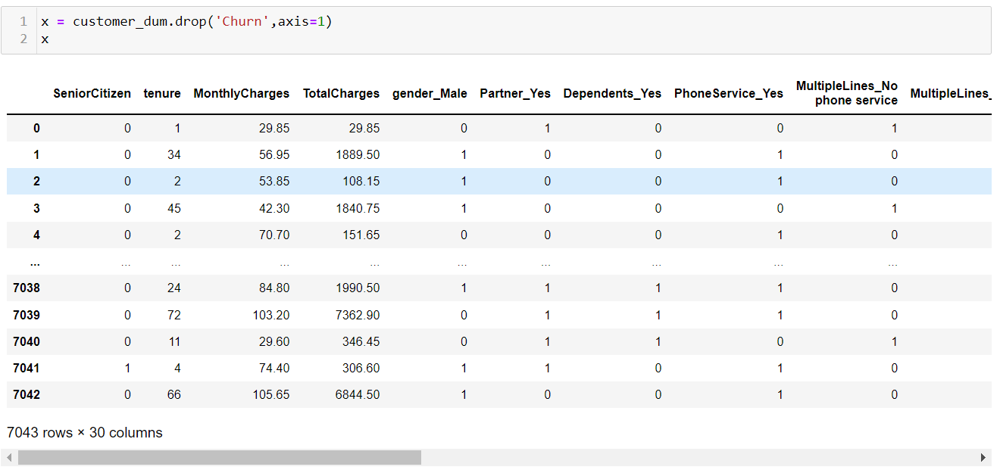 1 x = customer_dum.drop('Churn',axis=1)
2 x
SeniorCitizen tenure MonthlyCharges TotalCharges gender_Male Partner_Yes Dependents_Yes PhoneService_Yes MultipleLines_No phone service MultipleLines_
0 0 1 29.85 29.85 0 1 0 0 1
1 0 34 56.95 1889.50 1 0 0 1 0
2 0 2 53.85 108.15 1 0 0 1 0
3 0 45 42.30 1840.75 1 0 0 0 1
4 0 2 70.70 151.65 0 0 0 1 0
... ... ... ... ... ... ... ... ... ...
7038 0 24 84.80 1990.50 1 1 1 1 0
7039 0 72 103.20 7362.90 0 1 1 1 0
7040 0 11 29.60 346.45 0 1 1 0 1
7041 1 4 74.40 306.60 1 1 0 1 0
7042 0 66 105.65 6844.50 1 0 0 1 0
7043 rows × 30 columns